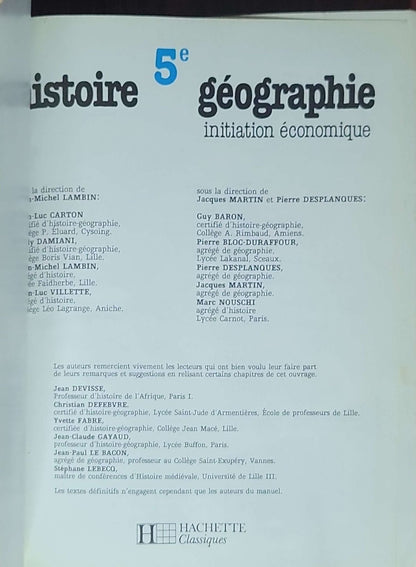 istoire 5e géographie
initiation économique
la direction de
-Michel LAMBIN:
-Luc CARTON
ifié d'histoire-géographie,
ège P. Éluard, Cysoing.
y DAMIANI,
ifié d'histoire-géographie,
ège Boris Vian, Lille.
n-Michel LAMBIN,
égé d'histoire,
ée Faidherbe, Lille.
n-Luc VILLETTE,
égé d'histoire,
lège Léo Lagrange, Aniche.
sous la direction de
Jacques MARTIN et Pierre DESPLANQUES:
Guy BARON,
certifié d'histoire-géographie,
Collège A. Rimbaud, Amiens.
Pierre BLOC-DURAFFOUR,
agrégé de géographie,
Lycée Lakanal, Sceaux.
Pierre DESPLANQUES,
agrégé de géographie.
Jacques MARTIN,
agrégé de géographie.
Marc NOUSCHI
agrégé d'histoire
Lycée Carnot, Paris.
Les auteurs remercient vivement les lecteurs qui ont bien voulu leur faire part
de leurs remarques et suggestions en relisant certains chapitres de cet ouvrage.
Jean DEVISSE,
Professeur d'histoire de l'Afrique, Paris I.
Christian DEFEBVRE,
certifié d'histoire-géographie, Lycée Saint-Jude d'Armentières, École de professeurs de Lille.
Yvette FABRE,
certifiée d'histoire-géographie, Collège Jean Macé, Lille.
Jean-Claude GAYAUD,
professeur d'histoire-géographie, Lycée Buffon, Paris.
Jean-Paul LE BACON,
agrégé de géographie, professeur au Collège Saint-Exupéry, Vannes.
Stéphane LEBECQ,
maître de conférences d'Histoire médiévale, Université de Lille III.
Les textes définitifs n'engagent cependant que les auteurs du manuel.
H HACHETTE
Classiques